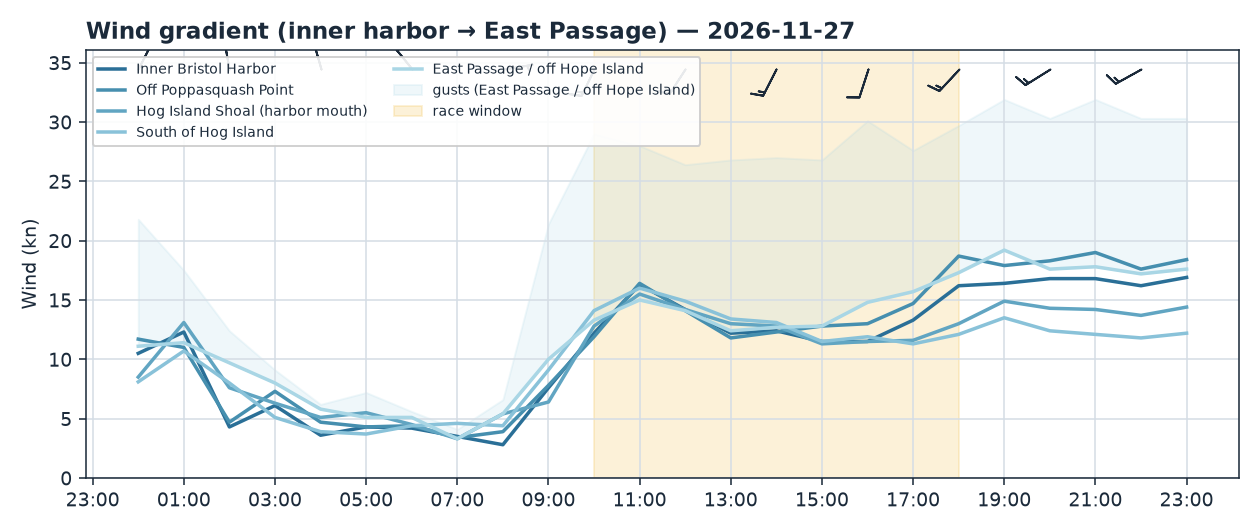 Wind gradient (inner harbor → East Passage) — 2026-11-27
Inner Bristol Harbor
Off Poppasquash Point
Hog Island Shoal (harbor mouth)
South of Hog Island
East Passage / off Hope Island
gusts (East Passage / off Hope Island)
race window
Wind (kn)
35
30
25
20
15
10
5
0
23:00 01:00 03:00 05:00 07:00 09:00 11:00 13:00 15:00 17:00 19:00 21:00 23:00